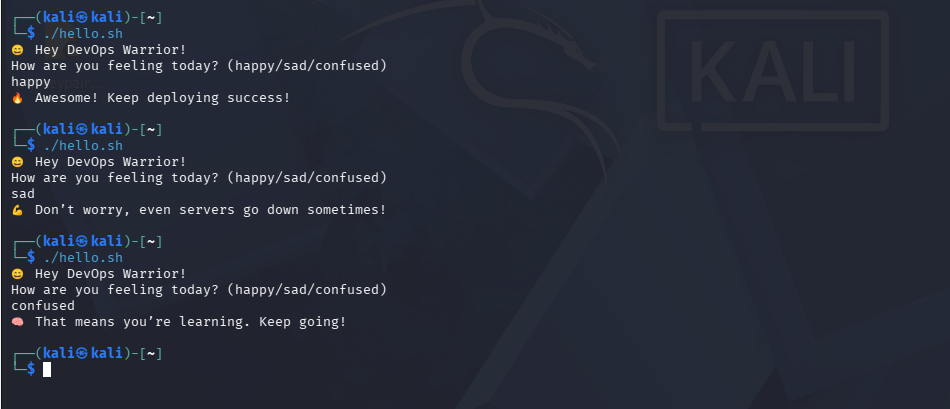 ┌──(kali㉿kali)-[~]
└─$ ./hello.sh
😄 Hey DevOps Warrior!
How are you feeling today? (happy/sad/confused)
happy
🔥 Awesome! Keep deploying success!
┌──(kali㉿kali)-[~]
└─$ ./hello.sh
😄 Hey DevOps Warrior!
How are you feeling today? (happy/sad/confused)
sad
💪 Don’t worry, even servers go down sometimes!
┌──(kali㉿kali)-[~]
└─$ ./hello.sh
😄 Hey DevOps Warrior!
How are you feeling today? (happy/sad/confused)
confused
🧠 That means you’re learning. Keep going!
┌──(kali㉿kali)-[~]
└─$
KALI